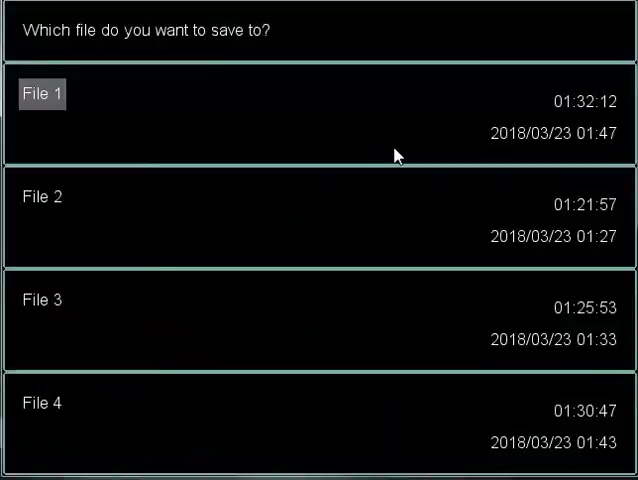 Which file do you want to save to?
File 1
01:32:12
2018/03/23 01:47
File 2
01:21:57
2018/03/23 01:27
File 3
01:25:53
2018/03/23 01:33
File 4
01:30:47
2018/03/23 01:43